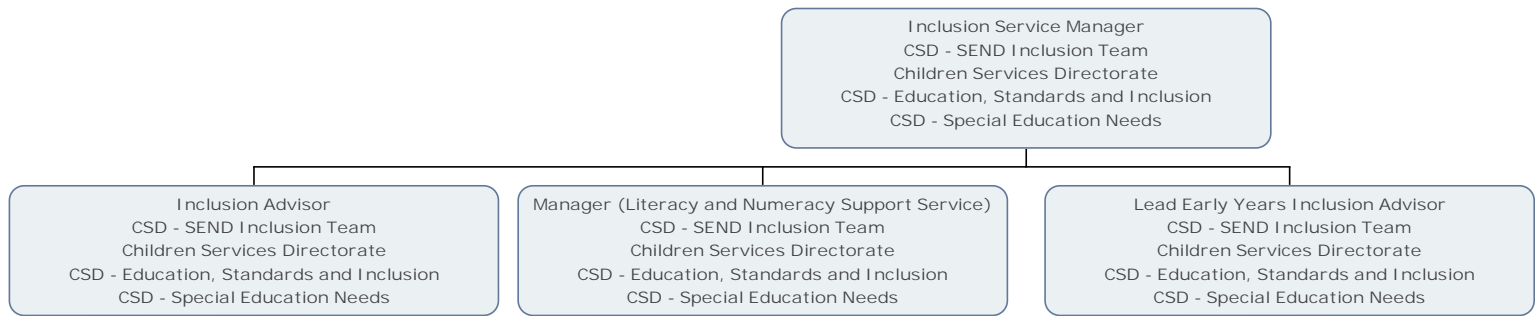 Inclusion Service Manager
CSD - SEND Inclusion Team
Children Services Directorate
CSD - Education, Standards and Inclusion
CSD - Special Education Needs
Inclusion Advisor
CSD - SEND Inclusion Team
Children Services Directorate
CSD - Education, Standards and Inclusion
CSD - Special Education Needs
Manager (Literacy and Numeracy Support Service)
CSD - SEND Inclusion Team
Children Services Directorate
CSD - Education, Standards and Inclusion
CSD - Special Education Needs
Lead Early Years Inclusion Advisor
CSD - SEND Inclusion Team
Children Services Directorate
CSD - Education, Standards and Inclusion
CSD - Special Education Needs